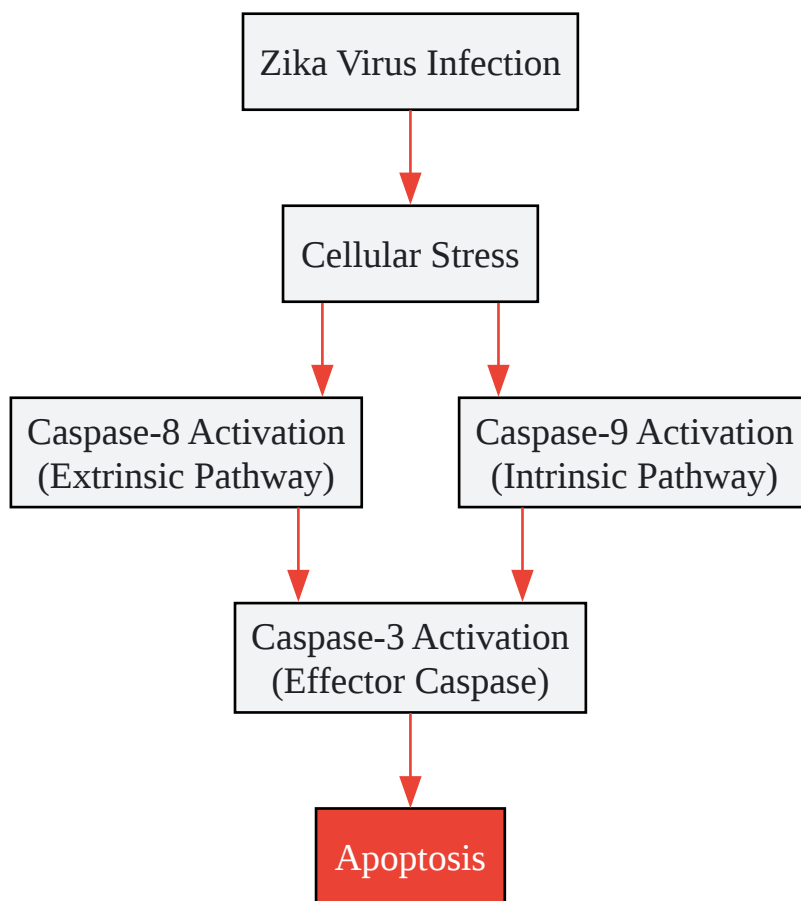 Zika Virus Infection
Cellular Stress
Caspase-8 Activation
(Extrinsic Pathway)
Caspase-9 Activation
(Intrinsic Pathway)
Caspase-3 Activation
(Effector Caspase)
Apoptosis